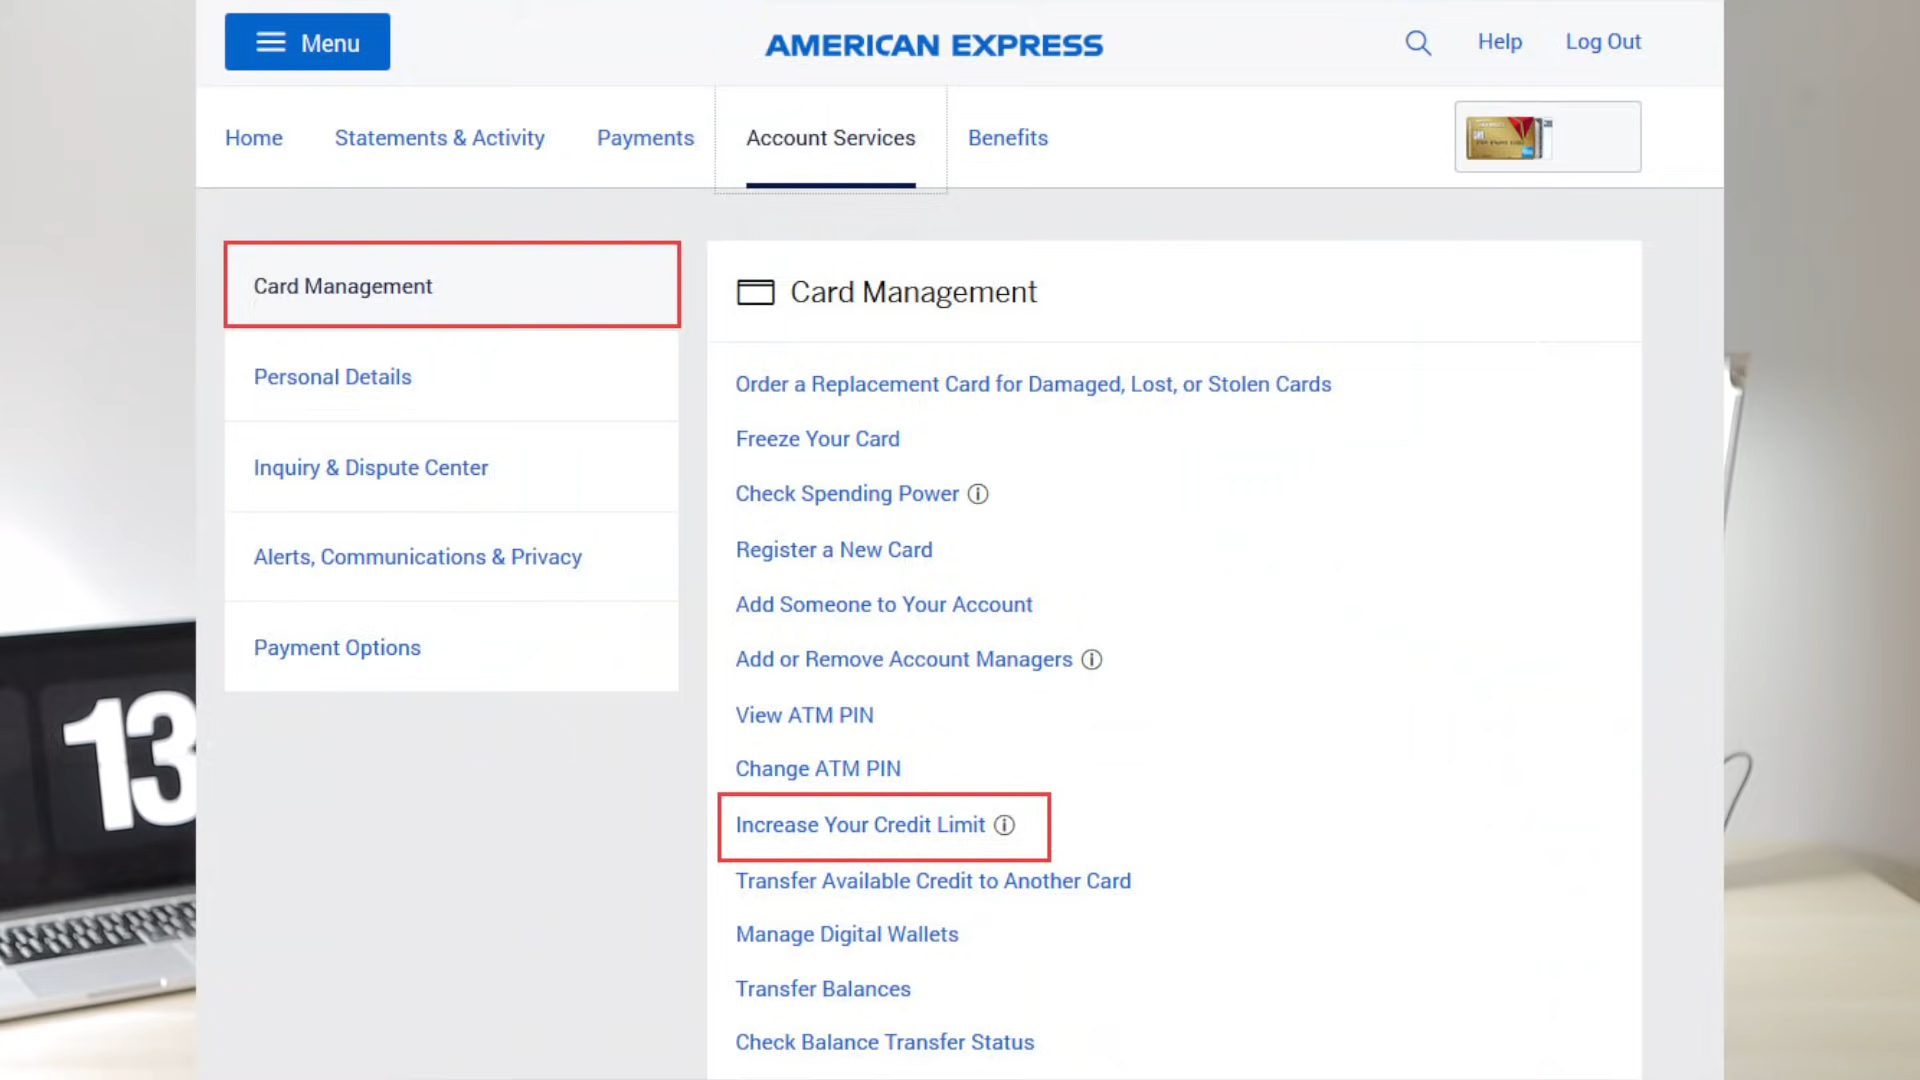 Menu
AMERICAN EXPRESS
Help
Log Out
Home
Statements & Activity
Payments
Account Services
Benefits
Card Management
Personal Details
Inquiry & Dispute Center
Alerts, Communications & Privacy
Payment Options
Card Management
Order a Replacement Card for Damaged, Lost, or Stolen Cards
Freeze Your Card
Check Spending Power
Register a New Card
Add Someone to Your Account
Add or Remove Account Managers
View ATM PIN
Change ATM PIN
Increase Your Credit Limit
Transfer Available Credit to Another Card
Manage Digital Wallets
Transfer Balances
Check Balance Transfer Status
13